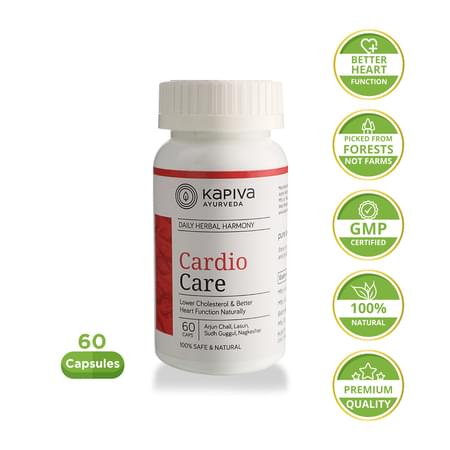 KAPIVA
AYURVEDA
DAILY HERBAL HARMONY
Cardio
Care
Lower Cholesterol & Better
Heart Function Naturally
60
CAPS
Arjun Chall, Lasun,
Sudh Guggul, Nagkeshar
100% SAFE & NATURAL
60
Capsules
BETTER
HEART
FUNCTION
PICKED FROM
FORESTS
NOT FARMS
GMP
CERTIFIED
100%
NATURAL
PREMIUM
QUALITY